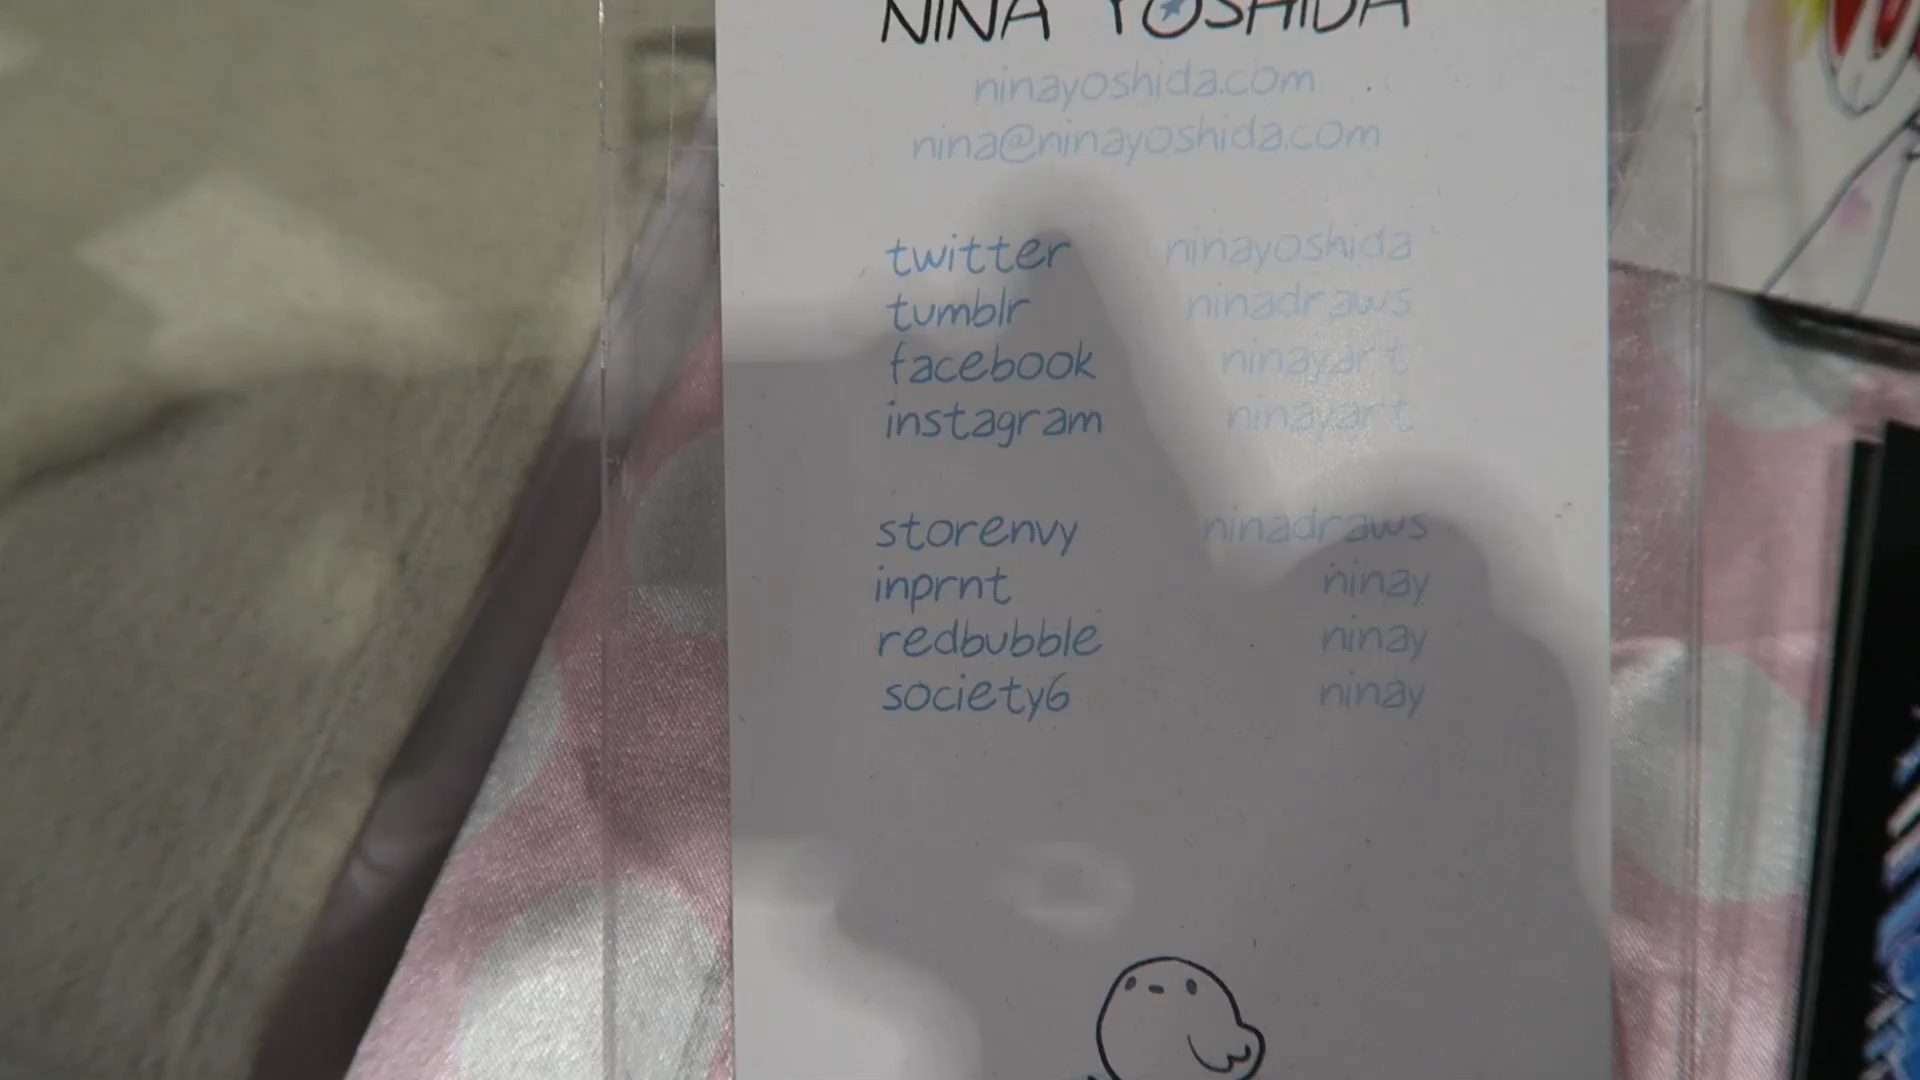 NINA YOSHIDA
ninayoshida.com
nina@ninayoshida.com
twitter ninayoshida
tumblr ninadraws
facebook ninayart
instagram ninayart
storenvy ninadraws
inprnt ninay
redbubble ninay
society6 ninay